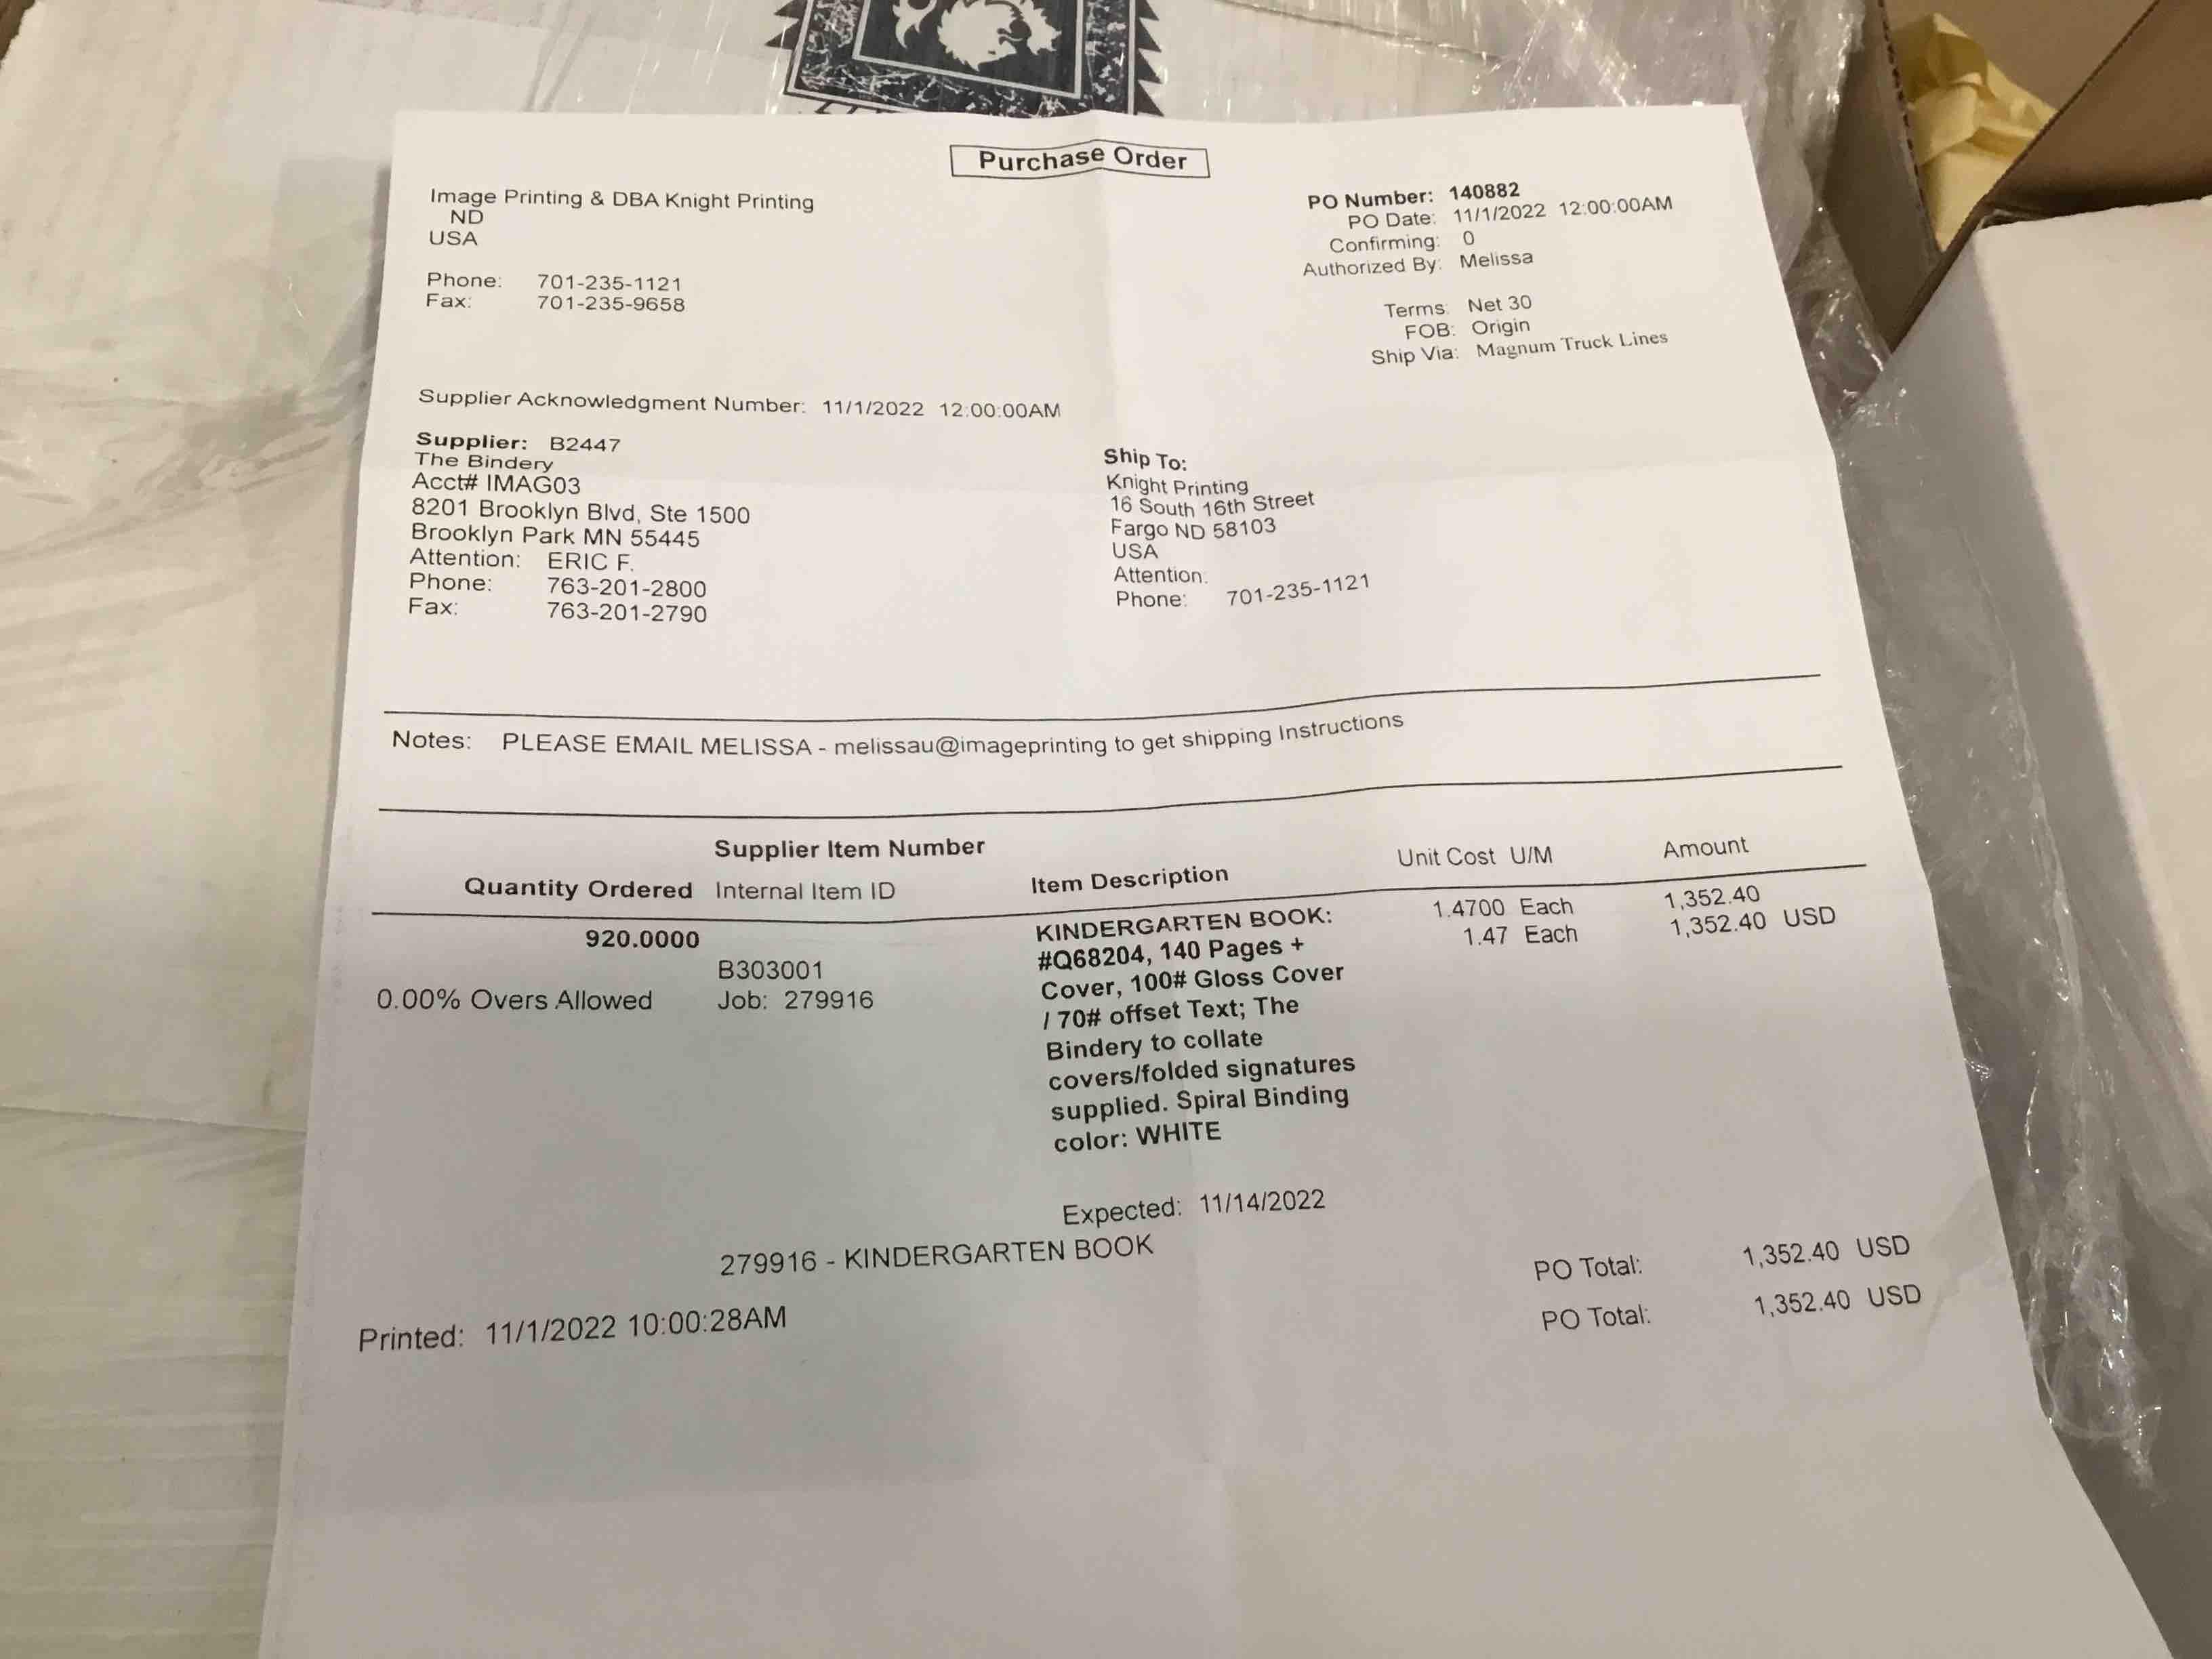 Purchase Order
Image Printing & DBA Knight Printing
ND
USA
Phone: 701-235-1121
Fax: 701-235-9658
PO Number: 140882
PO Date: 11/1/2022 12:00:00AM
Confirming: 0
Authorized By: Melissa
Terms: Net 30
FOB: Origin
Ship Via: Magnum Truck Lines
Supplier Acknowledgment Number: 11/1/2022 12:00:00AM
Supplier: B2447
The Bindery
Acct# IMAG03
8201 Brooklyn Blvd, Ste 1500
Brooklyn Park MN 55445
Attention: ERIC F.
Phone: 763-201-2800
Fax: 763-201-2790
Ship To:
Knight Printing
16 South 16th Street
Fargo ND 58103
USA
Attention:
Phone: 701-235-1121
Notes: PLEASE EMAIL MELISSA - melissau@imageprinting to get shipping Instructions
Supplier Item Number
Quantity Ordered Internal Item ID Item Description Unit Cost U/M Amount
920.0000
B303001
0.00% Overs Allowed Job: 279916
KINDERGARTEN BOOK:
#Q68204, 140 Pages +
Cover, 100# Gloss Cover
/ 70# offset Text; The
Bindery to collate
covers/folded signatures
supplied. Spiral Binding
color: WHITE
1.4700 Each 1,352.40
1.47 Each 1,352.40 USD
Expected: 11/14/2022
279916 - KINDERGARTEN BOOK
PO Total: 1,352.40 USD
PO Total: 1,352.40 USD
Printed: 11/1/2022 10:00:28AM